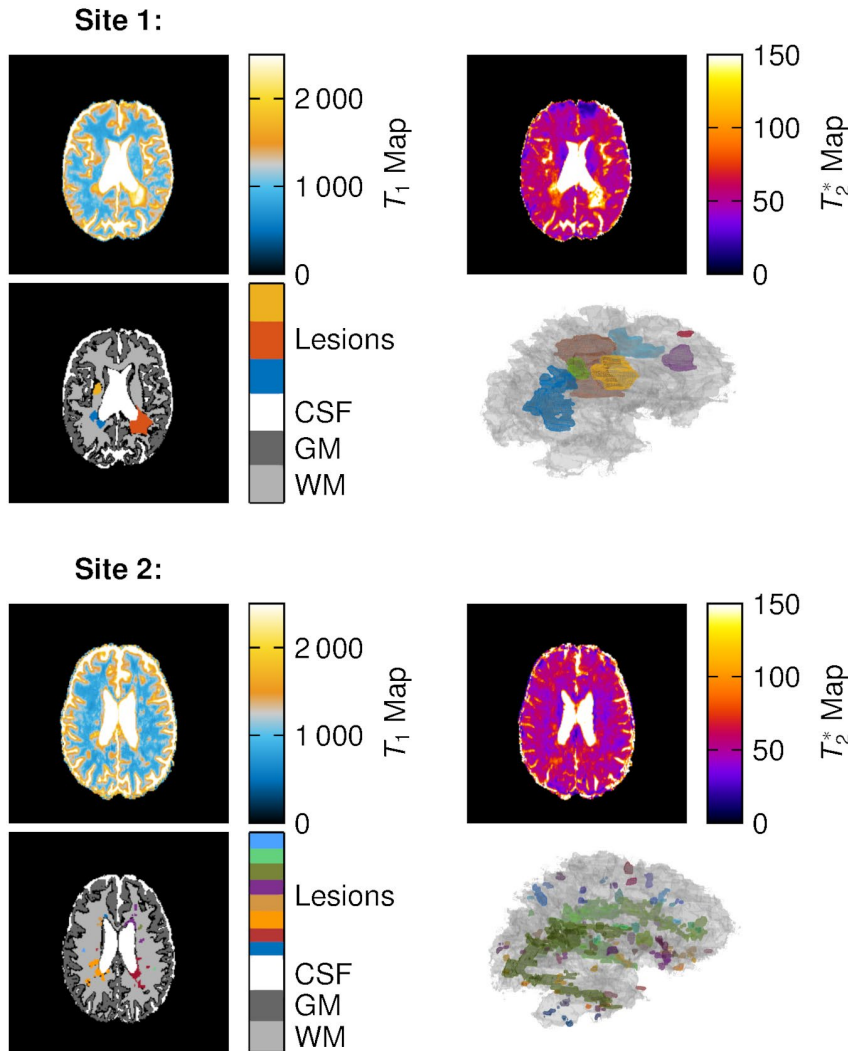 Site 1:
2 000
1 000
0
T₁ Map
150
100
50
0
T₂* Map
Lesions
CSF
GM
WM
Site 2:
2 000
1 000
0
T₁ Map
150
100
50
0
T₂* Map
Lesions
CSF
GM
WM